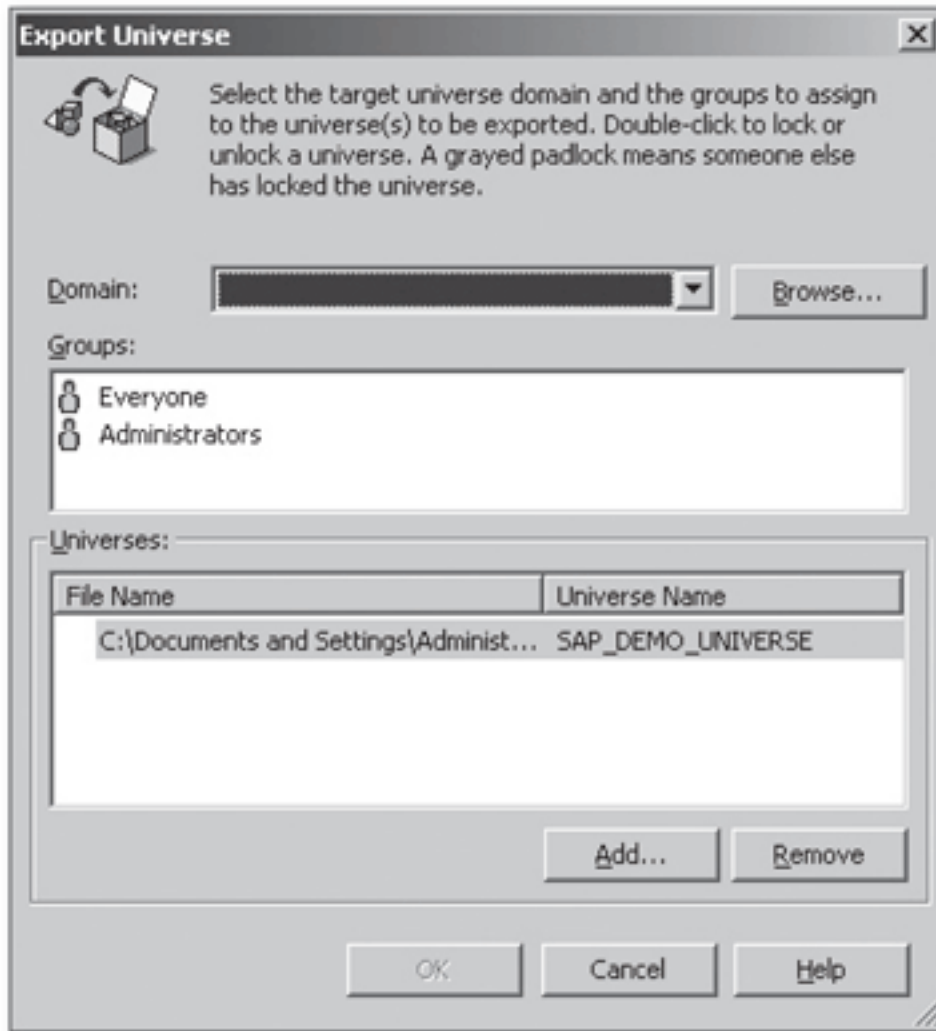 Export Universe
Select the target universe domain and the groups to assign
to the universe(s) to be exported. Double-click to lock or
unlock a universe. A grayed padlock means someone else
has locked the universe.
Domain:
Browse...
Groups:
Everyone
Administrators
Universes:
File Name Universe Name
C:\Documents and Settings\Administ... SAP_DEMO_UNIVERSE
Add... Remove
OK Cancel Help